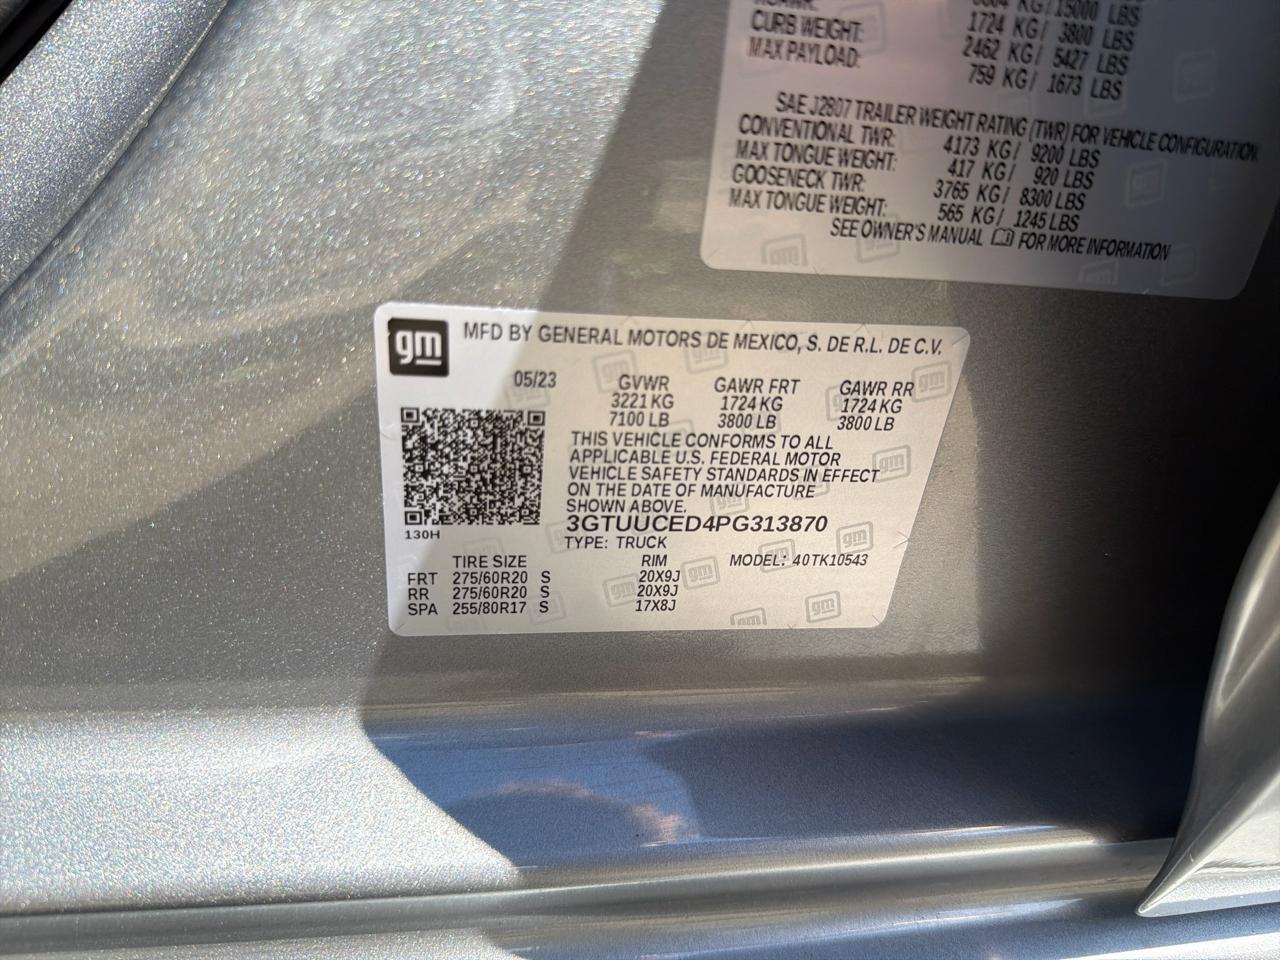 KG/ 15000 LBS
CURB WEIGHT: 1724 KG/ 3800 LBS
MAX PAYLOAD: 2462 KG/ 5427 LBS
759 KG/ 1673 LBS
SAE J2807 TRAILER WEIGHT RATING (TWR) FOR VEHICLE CONFIGURATION.
CONVENTIONAL TWR: 4173 KG/ 9200 LBS
MAX TONGUE WEIGHT: 417 KG/ 920 LBS
GOOSENECK TWR: 3765 KG/ 8300 LBS
MAX TONGUE WEIGHT: 565 KG/ 1245 LBS
SEE OWNER'S MANUAL FOR MORE INFORMATION
gm MFD BY GENERAL MOTORS DE MEXICO, S. DE R.L. DE C.V.
05/23 GVWR GAWR FRT GAWR RR
3221 KG 1724 KG 1724 KG
7100 LB 3800 LB 3800 LB
THIS VEHICLE CONFORMS TO ALL
APPLICABLE U.S. FEDERAL MOTOR
VEHICLE SAFETY STANDARDS IN EFFECT
ON THE DATE OF MANUFACTURE
SHOWN ABOVE.
3GTUUCED4PG313870
130H
TYPE: TRUCK
TIRE SIZE RIM MODEL: 40TK10543
FRT 275/60R20 S 20X9J
RR 275/60R20 S 20X9J
SPA 255/80R17 S 17X8J